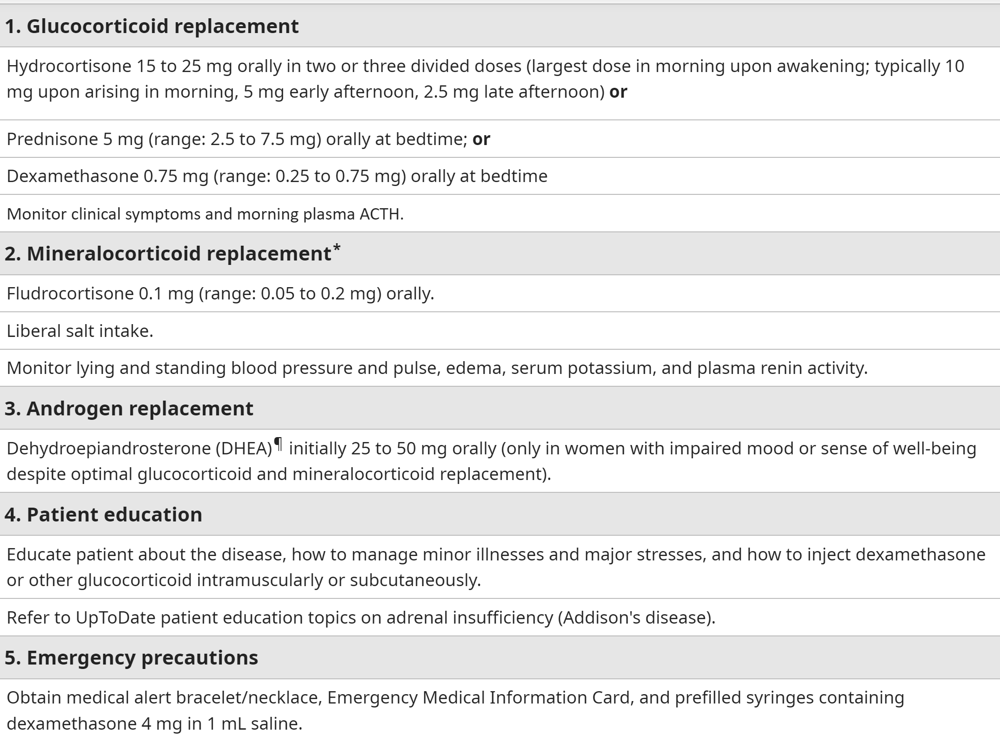 1. Glucocorticoid replacement
Hydrocortisone 15 to 25 mg orally in two or three divided doses (largest dose in morning upon awakening; typically 10
mg upon arising in morning, 5 mg early afternoon, 2.5 mg late afternoon) or
Prednisone 5 mg (range: 2.5 to 7.5 mg) orally at bedtime; or
Dexamethasone 0.75 mg (range: 0.25 to 0.75 mg) orally at bedtime
Monitor clinical symptoms and morning plasma ACTH.
2. Mineralocorticoid replacement*
Fludrocortisone 0.1 mg (range: 0.05 to 0.2 mg) orally.
Liberal salt intake.
Monitor lying and standing blood pressure and pulse, edema, serum potassium, and plasma renin activity.
3. Androgen replacement
Dehydroepiandrosterone (DHEA)¶ initially 25 to 50 mg orally (only in women with impaired mood or sense of well-being
despite optimal glucocorticoid and mineralocorticoid replacement).
4. Patient education
Educate patient about the disease, how to manage minor illnesses and major stresses, and how to inject dexamethasone
or other glucocorticoid intramuscularly or subcutaneously.
Refer to UpToDate patient education topics on adrenal insufficiency (Addison's disease).
5. Emergency precautions
Obtain medical alert bracelet/necklace, Emergency Medical Information Card, and prefilled syringes containing
dexamethasone 4 mg in 1 mL saline.